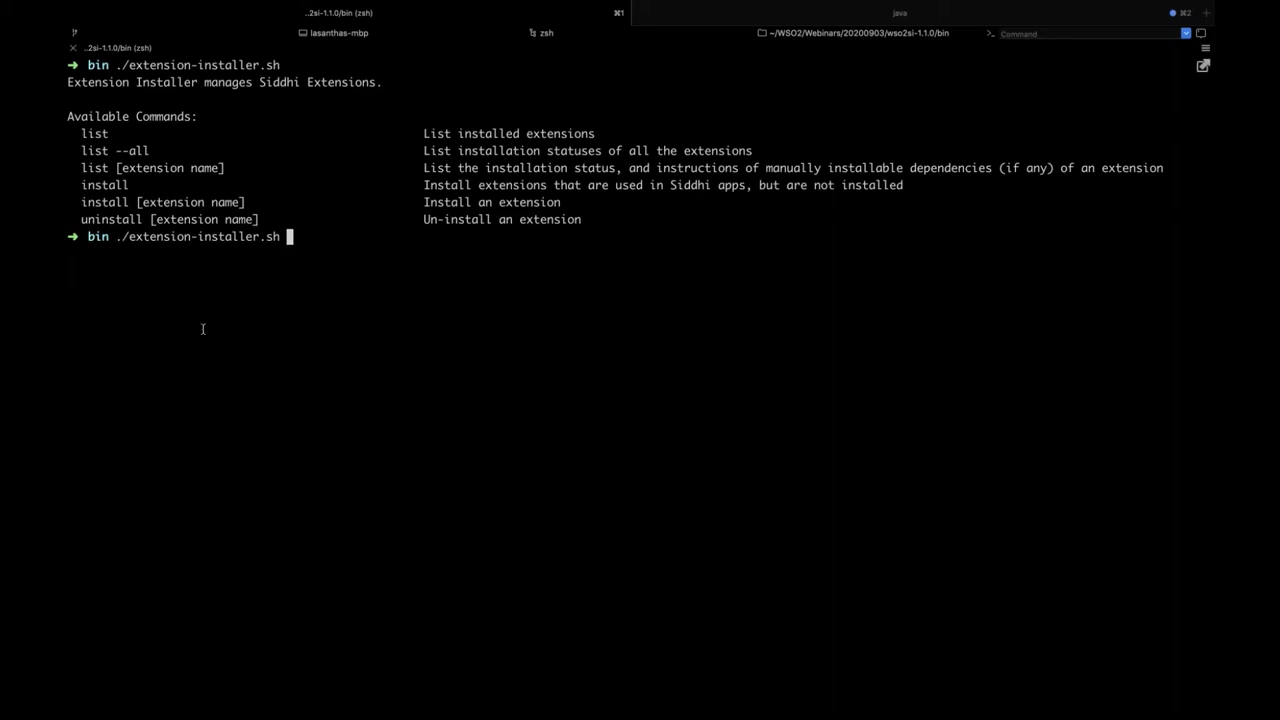 ..2si-1.1.0/bin (zsh) ⌘1 java ⌘2 +
lasanthas-mbp zsh ~/WSO2/Webinars/20200903/wso2si-1.1.0/bin >_ Command
..2si-1.1.0/bin (zsh)
➜ bin ./extension-installer.sh
Extension Installer manages Siddhi Extensions.
Available Commands:
list List installed extensions
list --all List installation statuses of all the extensions
list [extension name] List the installation status, and instructions of manually installable dependencies (if any) of an extension
install Install extensions that are used in Siddhi apps, but are not installed
install [extension name] Install an extension
uninstall [extension name] Un-install an extension
➜ bin ./extension-installer.sh